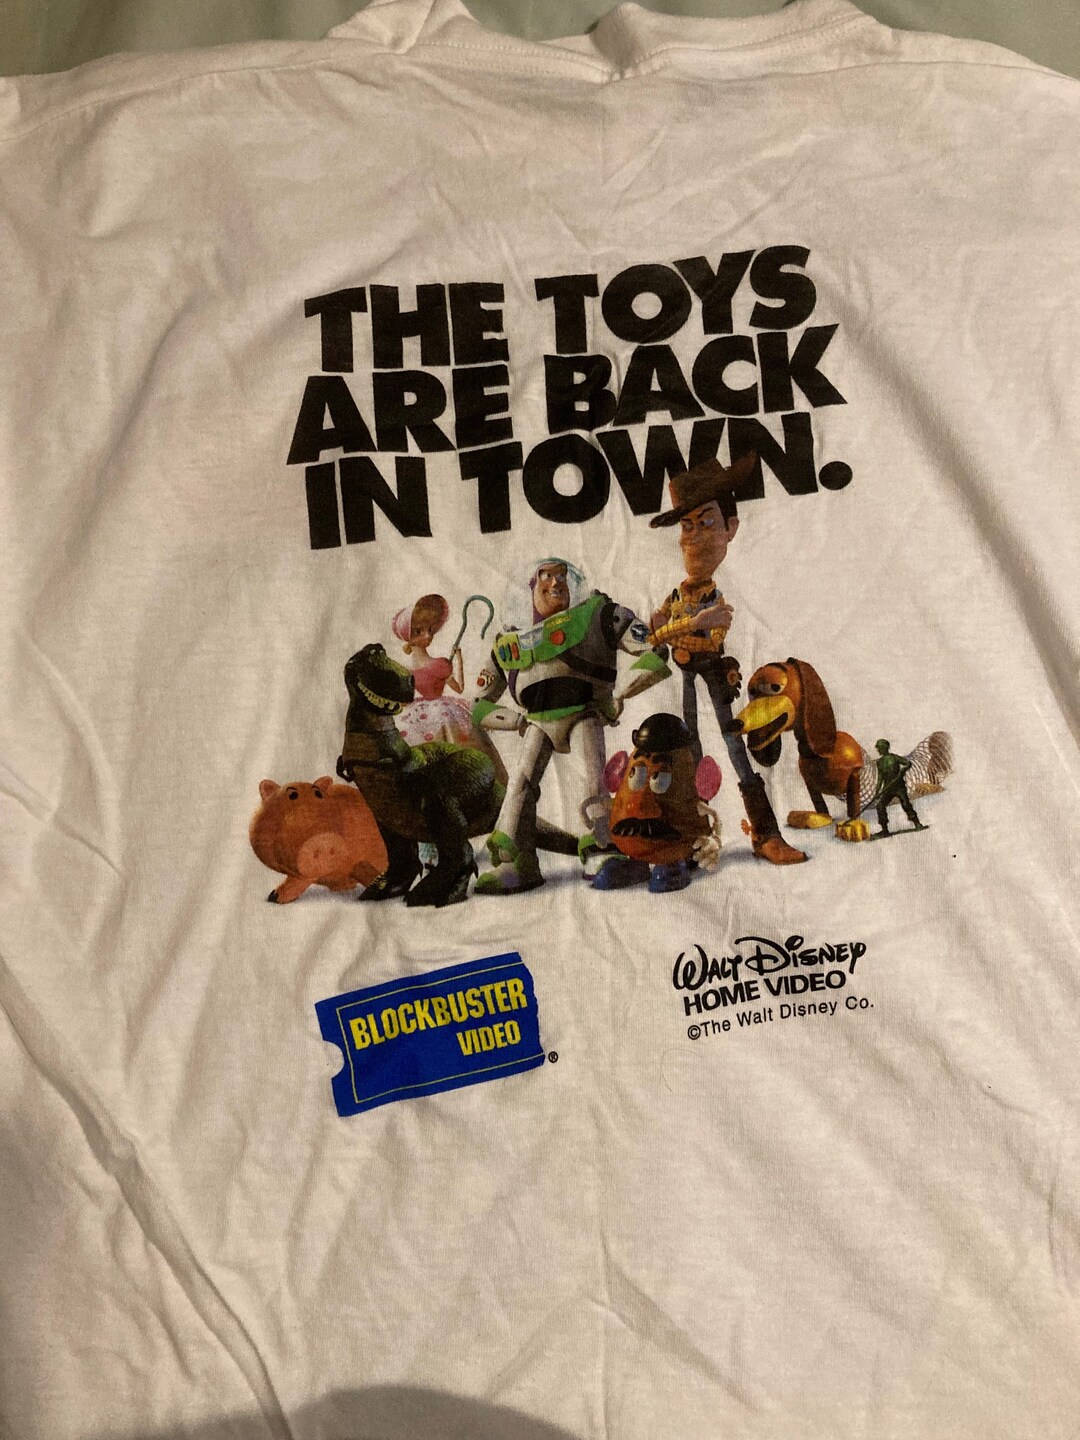 THE TOYS
ARE BACK
IN TOWN.
BLOCKBUSTER
VIDEO
®
WALT DISNEY
HOME VIDEO
©The Walt Disney Co.